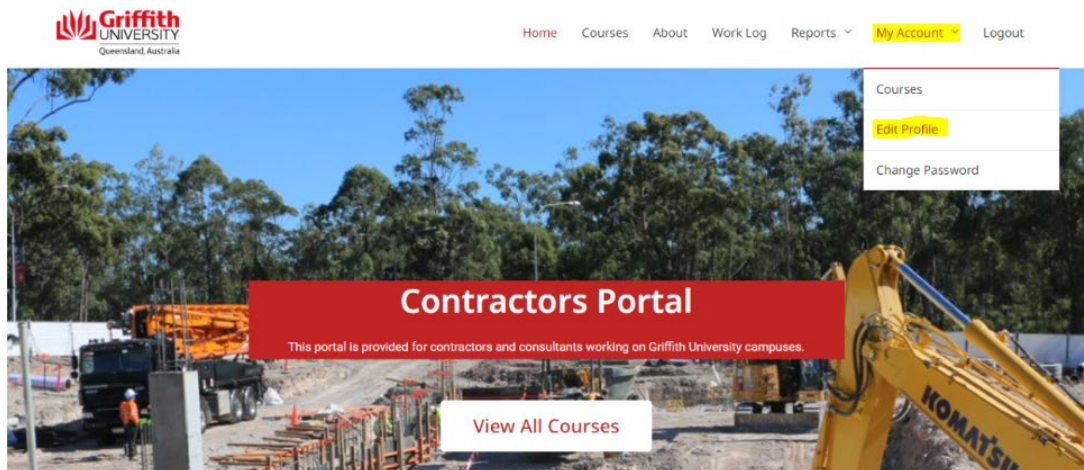 Griffith
UNIVERSITY
Queensland, Australia
Home Courses About Work Log Reports My Account Logout
Courses
Edit Profile
Change Password
Contractors Portal
This portal is provided for contractors and consultants working on Griffith University campuses.
View All Courses
KOMATSU